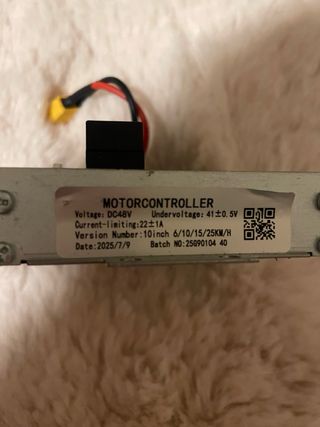 MOTORCONTROLLER
Voltage: DC48V Undervoltage: 41±0.5V
Current-limiting:22±1A
Version Number:10inch 6/10/15/25KM/H
Date:2025/7/9 Batch NO:25G90104 40